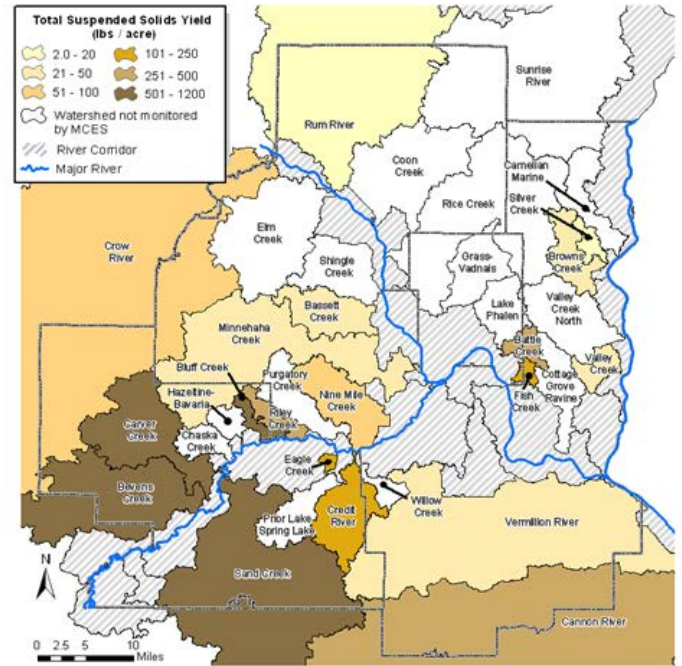 Total Suspended Solids Yield
(lbs / acre)
2.0 - 20
101 - 250
21 - 50
251 - 500
51 - 100
501 - 1200
Watershed not monitored
by MCES
River Corridor
Major River
Sunrise
River
Rum River
Coon
Creek
Carnelian
Marine
Silver
Creek
Rice Creek
Elm
Creek
Crow
River
Grass-
Vadnais
Browns
Creek
Shingle
Creek
Lake
Phalen
Valley
Creek
North
Bassett
Creek
Minnehaha
Creek
Battle
Creek
Bluff Creek
Purgatory
Creek
Valley
Creek
Cottage
Grove
Ravine
Nine Mile
Creek
Fish
Creek
Hazeltine-
Bavaria
Riley
Creek
Carver
Creek
Chaska
Creek
Eagle
Creek
Bevens
Creek
Willow
Creek
Credit
River
Prior Lake
Spring Lake
Vermillion River
Sand Creek
Cannon River
N
0 2.5 5 10
Miles